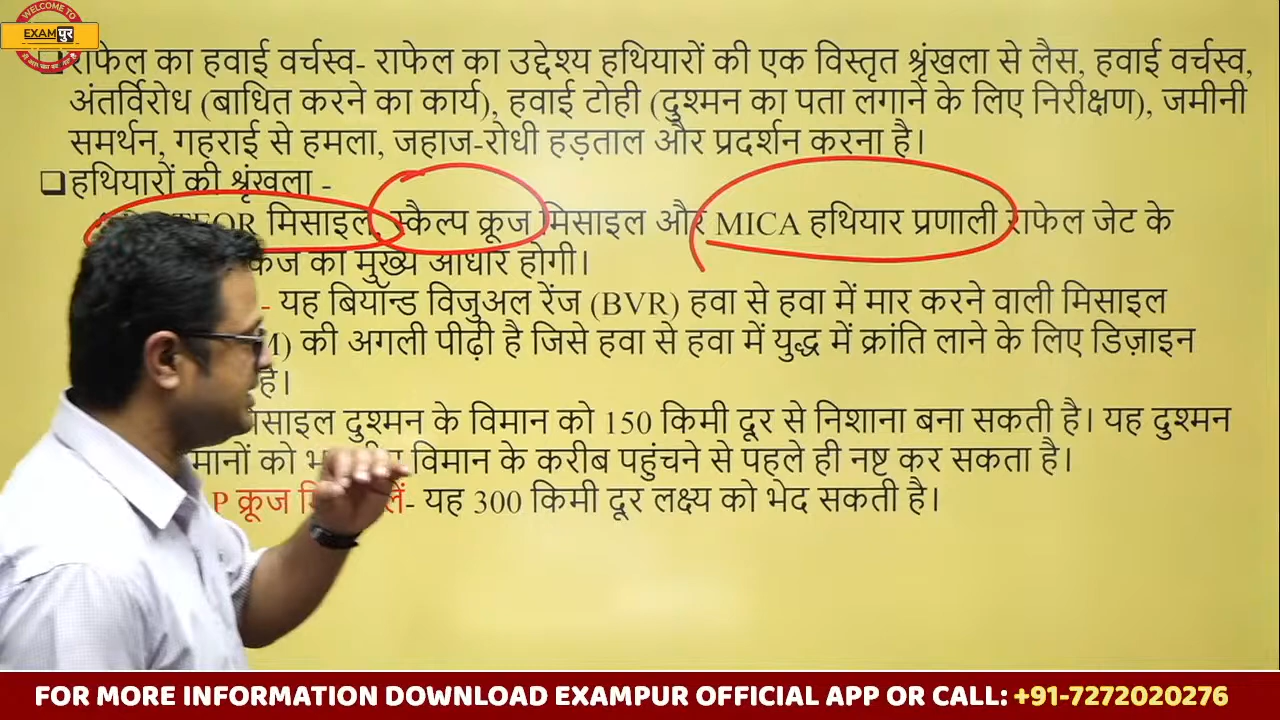 WELCOME TO
EXAMपुर
राफेल का हवाई वर्चस्व- राफेल का उद्देश्य हथियारों की एक विस्तृत श्रृंखला से लैस, हवाई वर्चस्व,
अंतर्विरोध (बाधित करने का कार्य), हवाई टोही (दुश्मन का पता लगाने के लिए निरीक्षण), जमीनी
समर्थन, गहराई से हमला, जहाज-रोधी हड़ताल और प्रदर्शन करना है।
हथियारों की श्रृंखला -
मिसाइल, स्कैल्प क्रूज मिसाइल और MICA हथियार प्रणाली राफेल जेट के
का मुख्य आधार होगी।
- यह बियॉन्ड विजुअल रेंज (BVR) हवा से हवा में मार करने वाली मिसाइल
की अगली पीढ़ी है जिसे हवा से हवा में युद्ध में क्रांति लाने के लिए डिज़ाइन
है।
दुश्मन के विमान को 150 किमी दूर से निशाना बना सकती है। यह दुश्मन
को विमान के करीब पहुंचने से पहले ही नष्ट कर सकता है।
P क्रूज - यह 300 किमी दूर लक्ष्य को भेद सकती है।
FOR MORE INFORMATION DOWNLOAD EXAMPUR OFFICIAL APP OR CALL: +91-7272020276